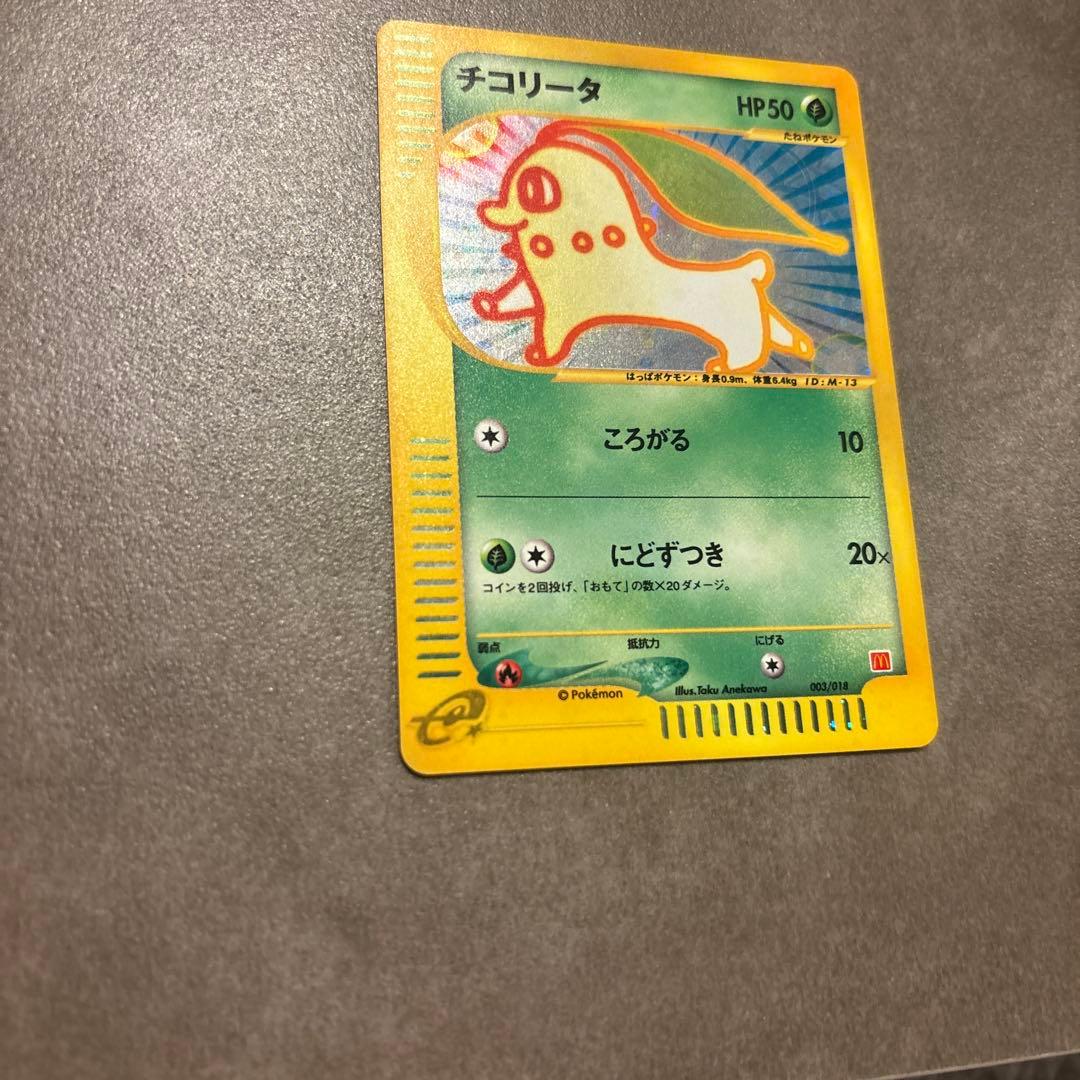 チコリータ
HP50
たねポケモン
はっぱポケモン：身長0.9m、体重6.4kg ID:M-13
ころがる 10
にどずつき 20×
コインを2回投げ、「おもて」の数×20ダメージ。
弱点 抵抗力 にげる
© Pokémon Illus.Taku Anekawa 003/018